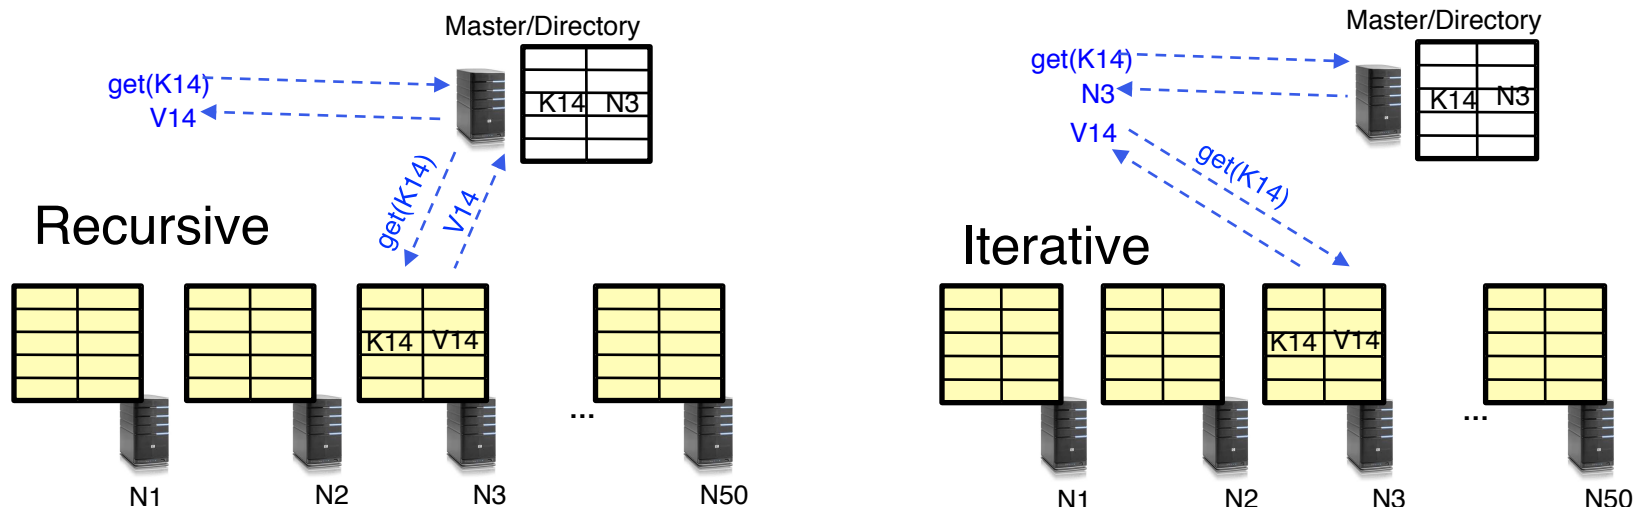 Master/Directory
get(K14)
V14
K14 N3
get(K14)
V14
Recursive
K14 V14
...
N1 N2 N3 N50
Master/Directory
get(K14)
N3
V14
K14 N3
get(K14)
Iterative
K14 V14
...
N1 N2 N3 N50